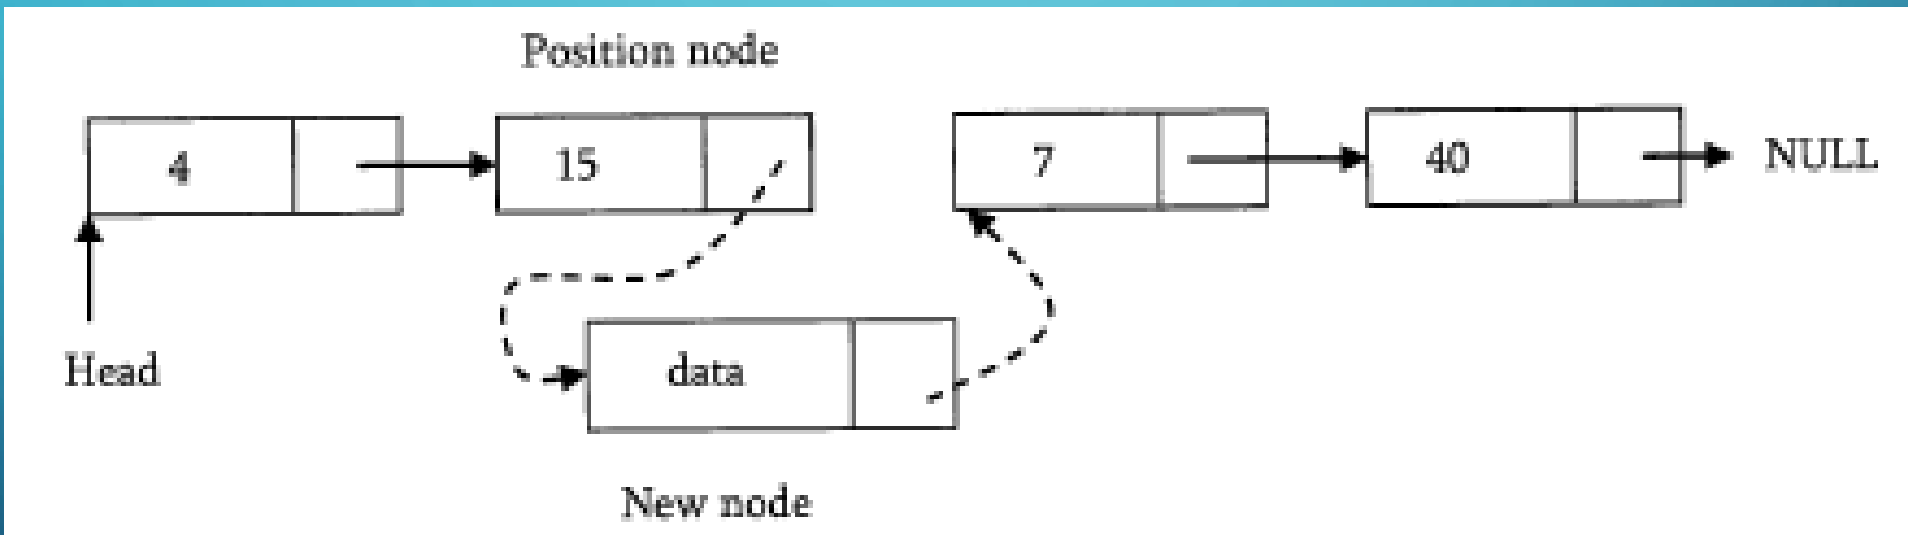 Position node
4
15
7
40
NULL
Head
data
New node